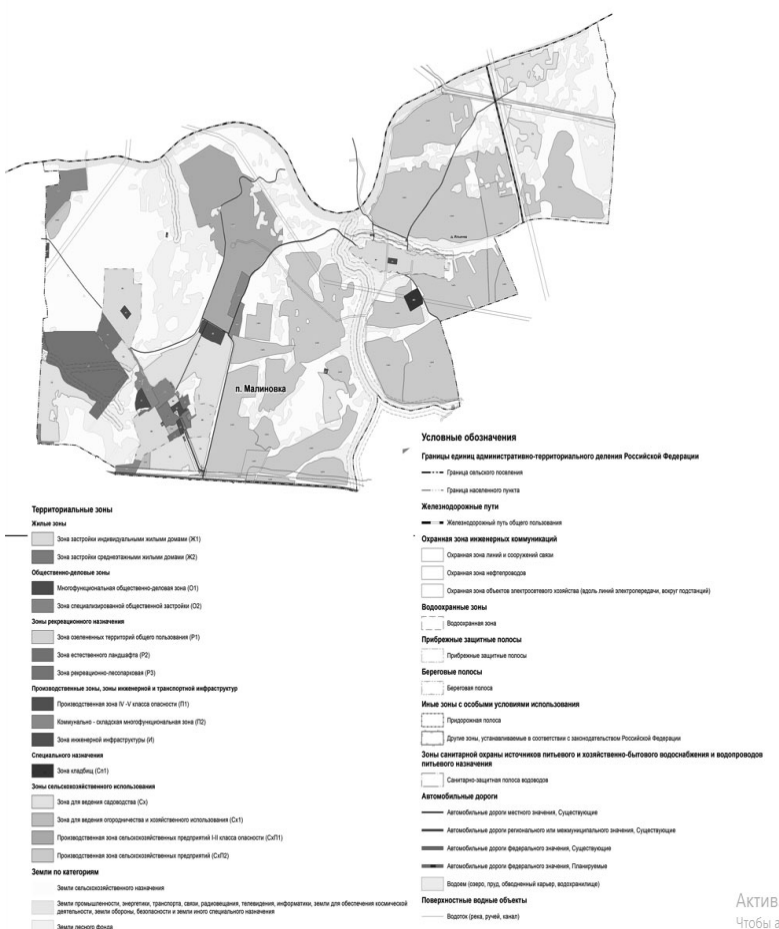 п. Малиновка
Территориальные зоны
Жилые зоны
Зона застройки индивидуальными жилыми домами (Ж1)
Зона застройки среднеэтажными жилыми домами (Ж2)
Общественно-деловые зоны
Многофункциональная общественно-деловая зона (О1)
Зона специализированной общественной застройки (О2)
Зоны рекреационного назначения
Зона озелененных территорий общего пользования (Р1)
Зона естественного ландшафта (Р2)
Зона рекреационно-лесопарковая (Р3)
Производственные зоны, зоны инженерной и транспортной инфраструктур
Производственная зона IV -V класса опасности (П1)
Коммунально - складская многофункциональная зона (П2)
Зона инженерной инфраструктуры (И)
Специального назначения
Зона кладбищ (Сп1)
Зоны сельскохозяйственного использования
Зона для ведения садоводства (Сх)
Зона для ведения огородничества и хозяйственного использования (Сх1)
Производственная зона сельскохозяйственных предприятий I-II класса опасности (СхП1)
Производственная зона сельскохозяйственных предприятий (СхП2)
Земли по категориям
Земли сельскохозяйственного назначения
Земли промышленности, энергетики, транспорта, связи, радиовещания, телевидения, информатики, земли для обеспечения космической
деятельности, земли обороны, безопасности и земли иного специального назначения
Земли лесного фонда
Условные обозначения
Границы единиц административно-территориального деления Российской Федерации
Граница сельского поселения
Граница населенного пункта
Железнодорожные пути
Железнодорожный путь общего пользования
Охранная зона инженерных коммуникаций
Охранная зона линий и сооружений связи
Охранная зона нефтепроводов
Охранная зона объектов электросетевого хозяйства (вдоль линий электропередачи, вокруг подстанций)
Водоохранные зоны
Водоохранная зона
Прибрежные защитные полосы
Прибрежные защитные полосы
Береговые полосы
Береговая полоса
Иные зоны с особыми условиями использования
Придорожная полоса
Другие зоны, устанавливаемые в соответствии с законодательством Российской Федерации
Зоны санитарной охраны источников питьевого и хозяйственно-бытового водоснабжения и водопроводов
питьевого назначения
Санитарно-защитная полоса водоводов
Автомобильные дороги
Автомобильные дороги местного значения, Существующие
Автомобильные дороги регионального или межмуниципального значения, Существующие
Автомобильные дороги федерального значения, Существующие
Автомобильные дороги федерального значения, Планируемые
Водоем (озеро, пруд, обводненный карьер, водохранилище)
Поверхностные водные объекты
Водоток (река, ручей, канал)
Актив
Чтобы а